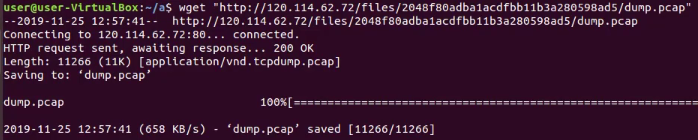 user@user-VirtualBox:~/a$ wget "http://120.114.62.72/files/2048f80adba1acdfbb11b3a280598ad5/dump.pcap"
--2019-11-25 12:57:41--  http://120.114.62.72/files/2048f80adba1acdfbb11b3a280598ad5/dump.pcap
Connecting to 120.114.62.72:80... connected.
HTTP request sent, awaiting response... 200 OK
Length: 11266 (11K) [application/vnd.tcpdump.pcap]
Saving to: ‘dump.pcap’
dump.pcap                       100%[==========================================================
2019-11-25 12:57:41 (658 KB/s) - ‘dump.pcap’ saved [11266/11266]